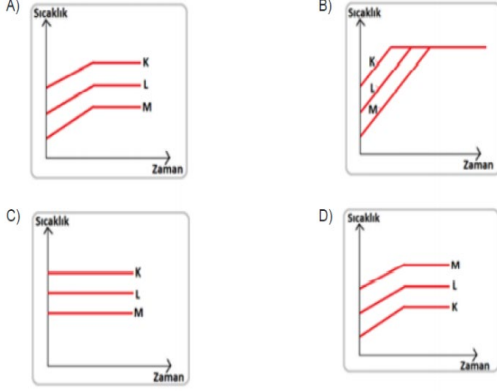 A)
Sıcaklık
K
L
M
Zaman
B)
Sıcaklık
K
L
M
Zaman
C)
Sıcaklık
K
L
M
Zaman
D)
Sıcaklık
M
L
K
Zaman